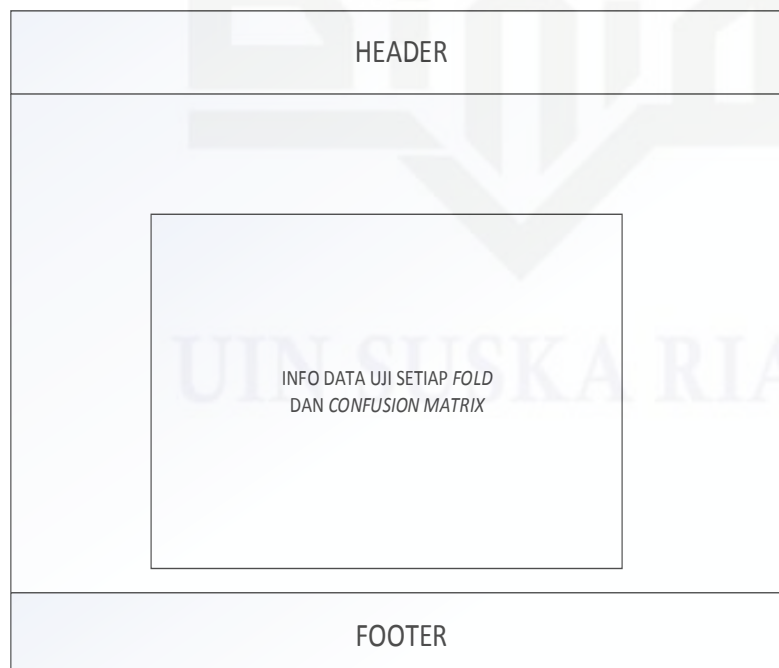 HEADER
UIN SUSKA RIA
INFO DATA UJI SETIAP FOLD
DAN CONFUSION MATRIX
FOOTER